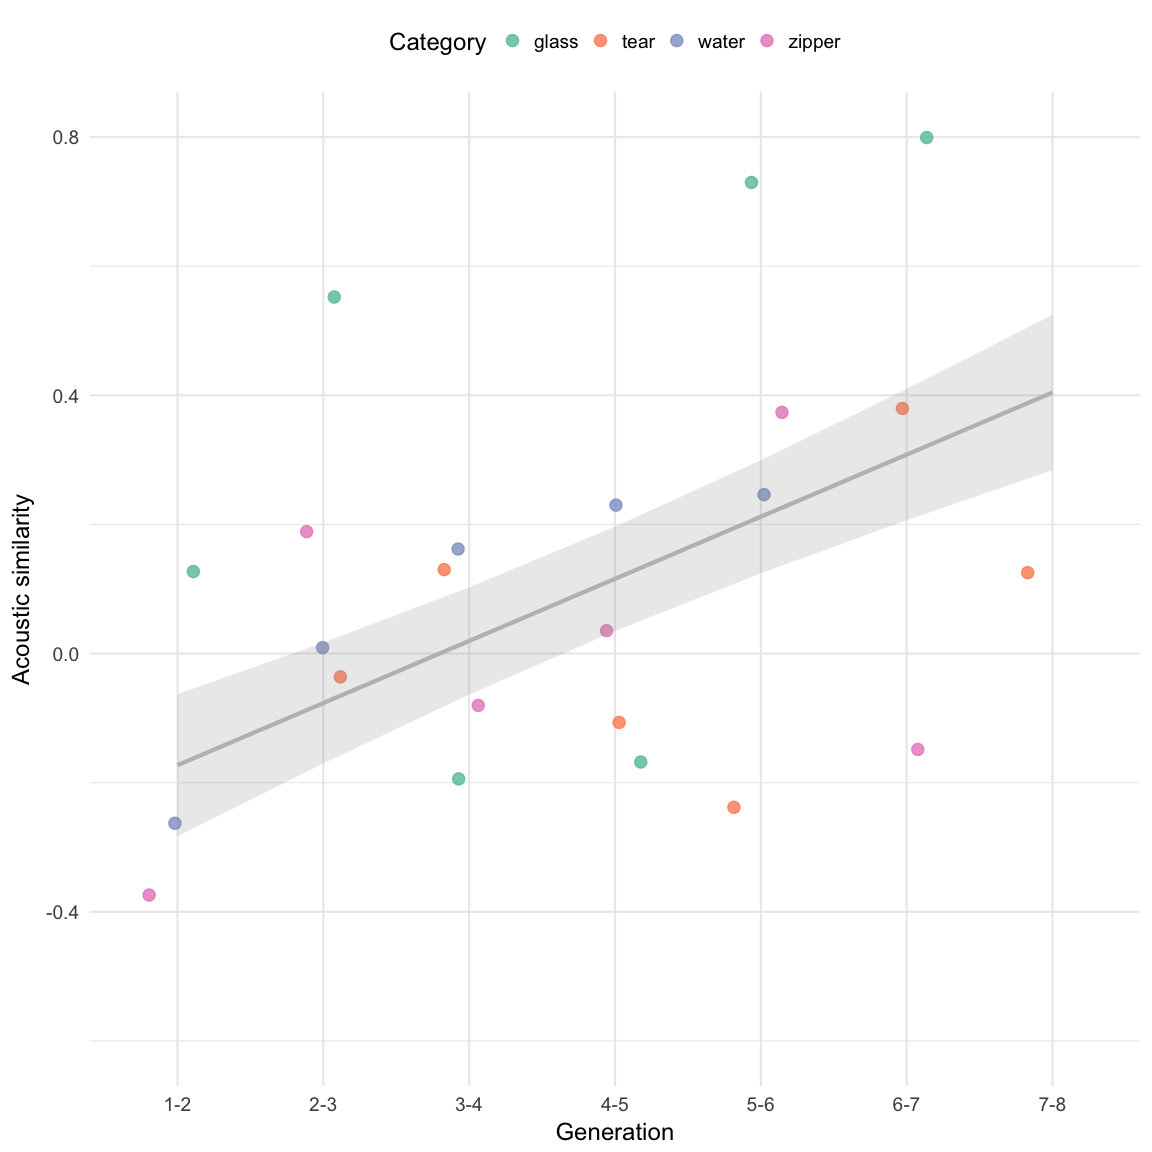 Category glass tear water zipper
0.8
0.4
0.0
-0.4
Acoustic similarity
1-2 2-3 3-4 4-5 5-6 6-7 7-8
Generation